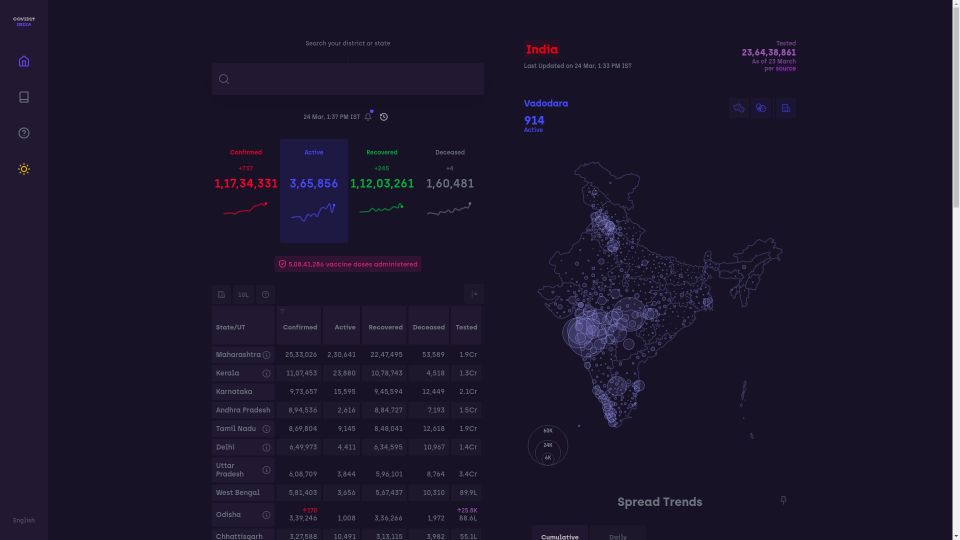 COVID19
INDIA
Search your district or state
24 Mar, 1:37 PM IST
Confirmed Active Recovered Deceased
+737 +245 +4
1,17,34,331 3,65,856 1,12,03,261 1,60,481
5,08,41,286 vaccine doses administered
10L
State/UT Confirmed Active Recovered Deceased Tested
Maharashtra 25,33,026 2,30,641 22,47,495 53,589 1.9Cr
Kerala 11,07,453 23,880 10,78,743 4,518 1.3Cr
Karnataka 9,73,657 15,595 9,45,594 12,449 2.1Cr
Andhra Pradesh 8,94,536 2,616 8,84,727 7,193 1.5Cr
Tamil Nadu 8,69,804 9,145 8,48,041 12,618 1.9Cr
Delhi 6,49,973 4,411 6,34,595 10,967 1.4Cr
Uttar
Pradesh 6,08,709 3,844 5,96,101 8,764 3.4Cr
West Bengal 5,81,403 3,656 5,67,437 10,310 89.9L
↑170 ↑25.8K
Odisha 3,39,246 1,008 3,36,266 1,972 88.6L
Chhattisgarh 3,27,588 10,491 3,13,115 3,982 55.1L
English
India
Last Updated on 24 Mar, 1:33 PM IST
Tested
23,64,38,861
As of 23 March
per source
Vadodara
914
Active
60K
24K
6K
Spread Trends
Cumulative Daily